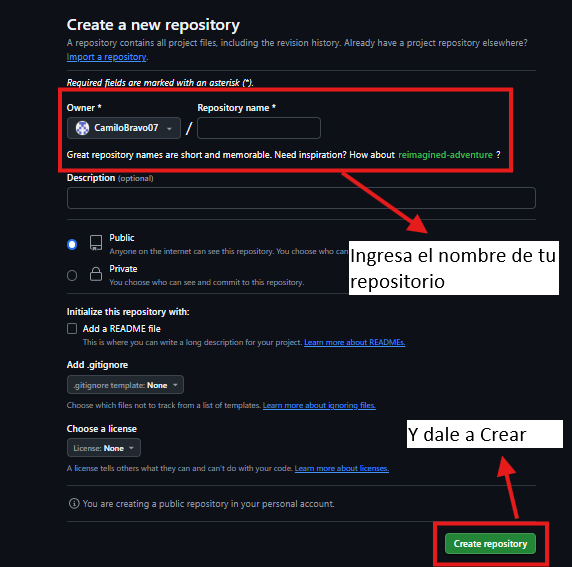 Create a new repository
A repository contains all project files, including the revision history. Already have a project repository elsewhere?
Import a repository.
Required fields are marked with an asterisk (*).
Owner *
Repository name *
CamiloBravo07
/
Great repository names are short and memorable. Need inspiration? How about reimagined-adventure ?
Description (optional)
Public
Anyone on the internet can see this repository. You choose who can
Ingresa el nombre de tu
repositorio
Private
You choose who can see and commit to this repository.
Initialize this repository with:
Add a README file
This is where you can write a long description for your project. Learn more about READMEs.
Add .gitignore
.gitignore template: None
Choose which files not to track from a list of templates. Learn more about ignoring files.
Choose a license
License: None
Y dale a Crear
A license tells others what they can and can't do with your code. Learn more about licenses.
You are creating a public repository in your personal account.
Create repository